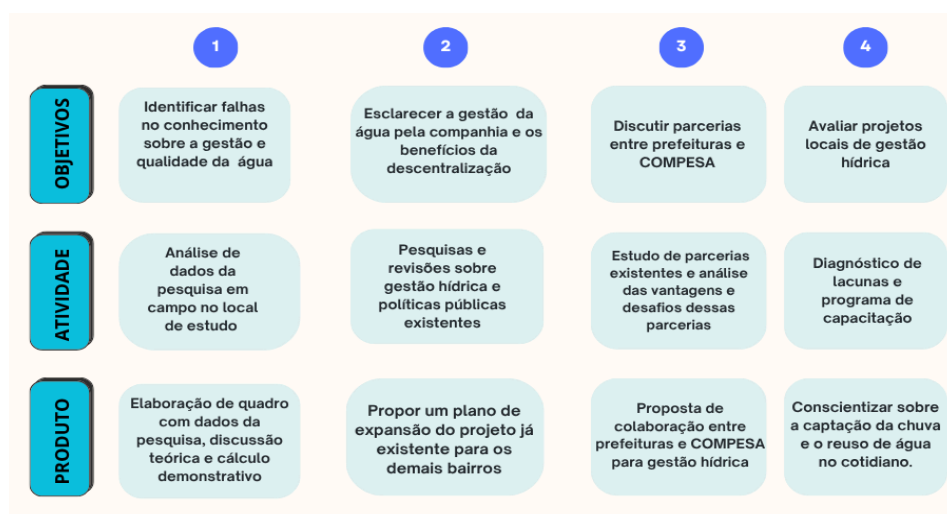 1
2
3
4
OBJETIVOS
Identificar falhas
no conhecimento
sobre a gestão e
qualidade da água
Esclarecer a gestão da
água pela companhia e os
benefícios da
descentralização
Discutir parcerias
entre prefeituras e
COMPESA
Avaliar projetos
locais de gestão
hídrica
ATIVIDADE
Análise de
dados da
pesquisa em
campo no local
de estudo
Pesquisas e
revisões sobre
gestão hídrica e
políticas públicas
existentes
Estudo de parcerias
existentes e análise
das vantagens e
desafios dessas
parcerias
Diagnóstico de
lacunas e
programa de
capacitação
PRODUTO
Elaboração de quadro
com dados da
pesquisa, discussão
teórica e cálculo
demonstrativo
Propor um plano de
expansão do projeto já
existente para os
demais bairros
Proposta de
colaboração entre
prefeituras e COMPESA
para gestão hídrica
Conscientizar sobre
a captação da chuva
e o reuso de água
no cotidiano.